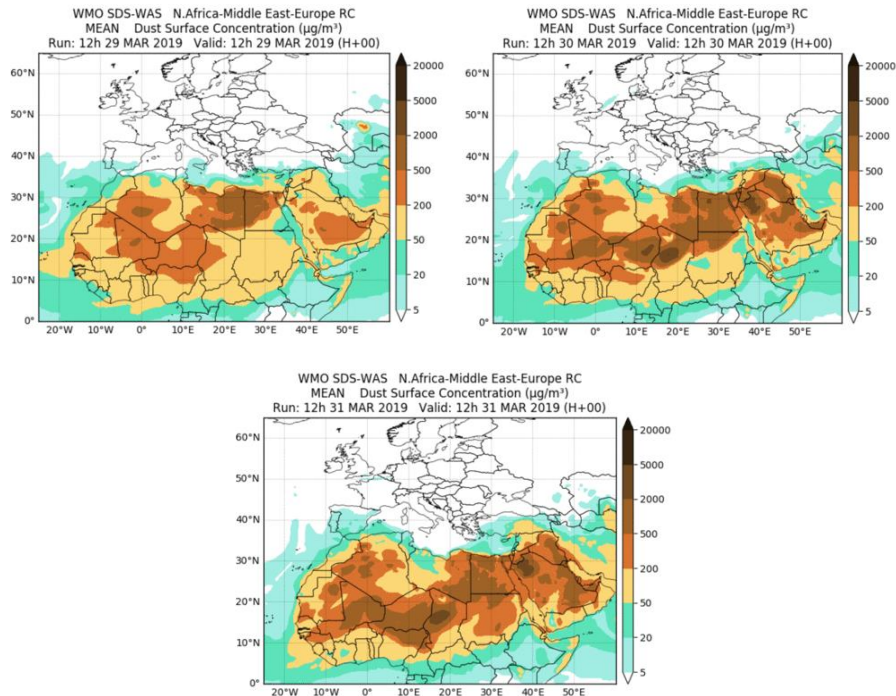 WMO SDS-WAS   N.Africa-Middle East-Europe RC
MEAN    Dust Surface Concentration (µg/m³)
Run: 12h 29 MAR 2019   Valid: 12h 29 MAR 2019 (H+00)
60°N
50°N
40°N
30°N
20°N
10°N
0°
20°W
10°W
0°
10°E
20°E
30°E
40°E
50°E
20000
5000
2000
500
200
50
20
5
WMO SDS-WAS   N.Africa-Middle East-Europe RC
MEAN    Dust Surface Concentration (µg/m³)
Run: 12h 30 MAR 2019   Valid: 12h 30 MAR 2019 (H+00)
60°N
50°N
40°N
30°N
20°N
10°N
0°
20°W
10°W
0°
10°E
20°E
30°E
40°E
50°E
20000
5000
2000
500
200
50
20
5
WMO SDS-WAS   N.Africa-Middle East-Europe RC
MEAN    Dust Surface Concentration (µg/m³)
Run: 12h 31 MAR 2019   Valid: 12h 31 MAR 2019 (H+00)
60°N
50°N
40°N
30°N
20°N
10°N
0°
20°W
10°W
0°
10°E
20°E
30°E
40°E
50°E
20000
5000
2000
500
200
50
20
5